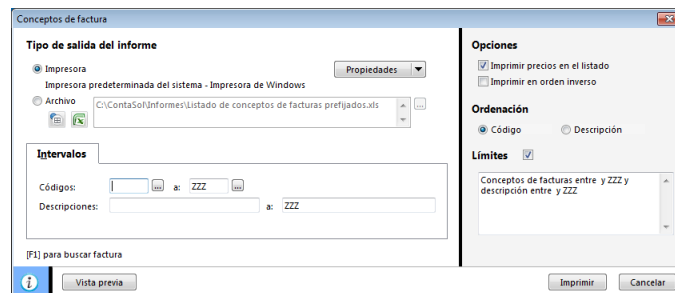 Conceptos de factura
Tipo de salida del informe
Impresora
Propiedades
Impresora predeterminada del sistema - Impresora de Windows
Archivo
C:\ContaSol\Informes\Listado de conceptos de facturas prefijados.xls
...
Intervalos
Códigos:
...
a: ZZZ
...
Descripciones:
a: ZZZ
[F1] para buscar factura
Vista previa
Opciones
Imprimir precios en el listado
Imprimir en orden inverso
Ordenación
Código
Descripción
Límites
Conceptos de facturas entre y ZZZ y
descripción entre y ZZZ
Imprimir
Cancelar